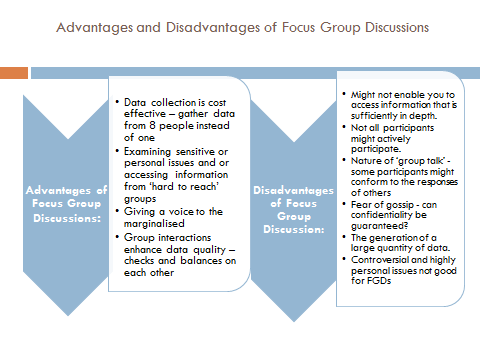 Advantages and Disadvantages of Focus Group Discussions
Advantages of
Focus Group
Discussions:
• Data collection is cost
effective – gather data
from 8 people instead
of one
• Examining sensitive or
personal issues and or
accessing information
from ‘hard to reach’
groups
• Giving a voice to the
marginalised
• Group interactions
enhance data quality –
checks and balances on
each other
Disadvantages
of Focus
Group
Discussion:
• Might not enable you to
access information that is
sufficiently in depth.
• Not all participants
might actively
participate.
• Nature of ‘group talk’ -
some participants might
conform to the responses
of others
• Fear of gossip - can
confidentiality be
guaranteed?
• The generation of a
large quantity of data.
• Controversial and highly
personal issues not good
for FGDs